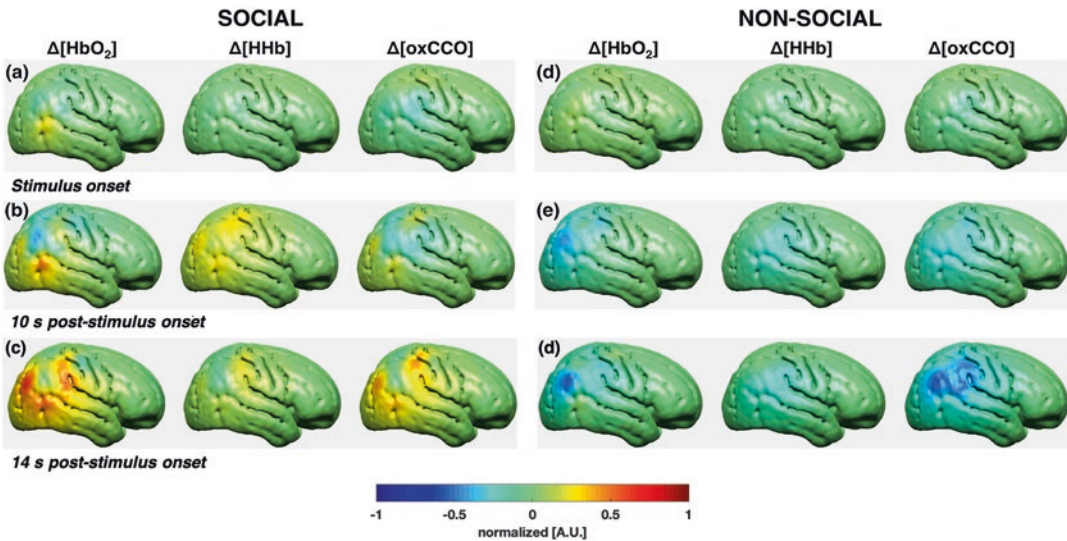 SOCIAL NON-SOCIAL
Δ[HbO₂] Δ[HHb] Δ[oxCCO] Δ[HbO₂] Δ[HHb] Δ[oxCCO]
(a) (d)
Stimulus onset
(b) (e)
10 s post-stimulus onset
(c) (d)
14 s post-stimulus onset
-1 -0.5 0 0.5 1
normalized [A.U.]